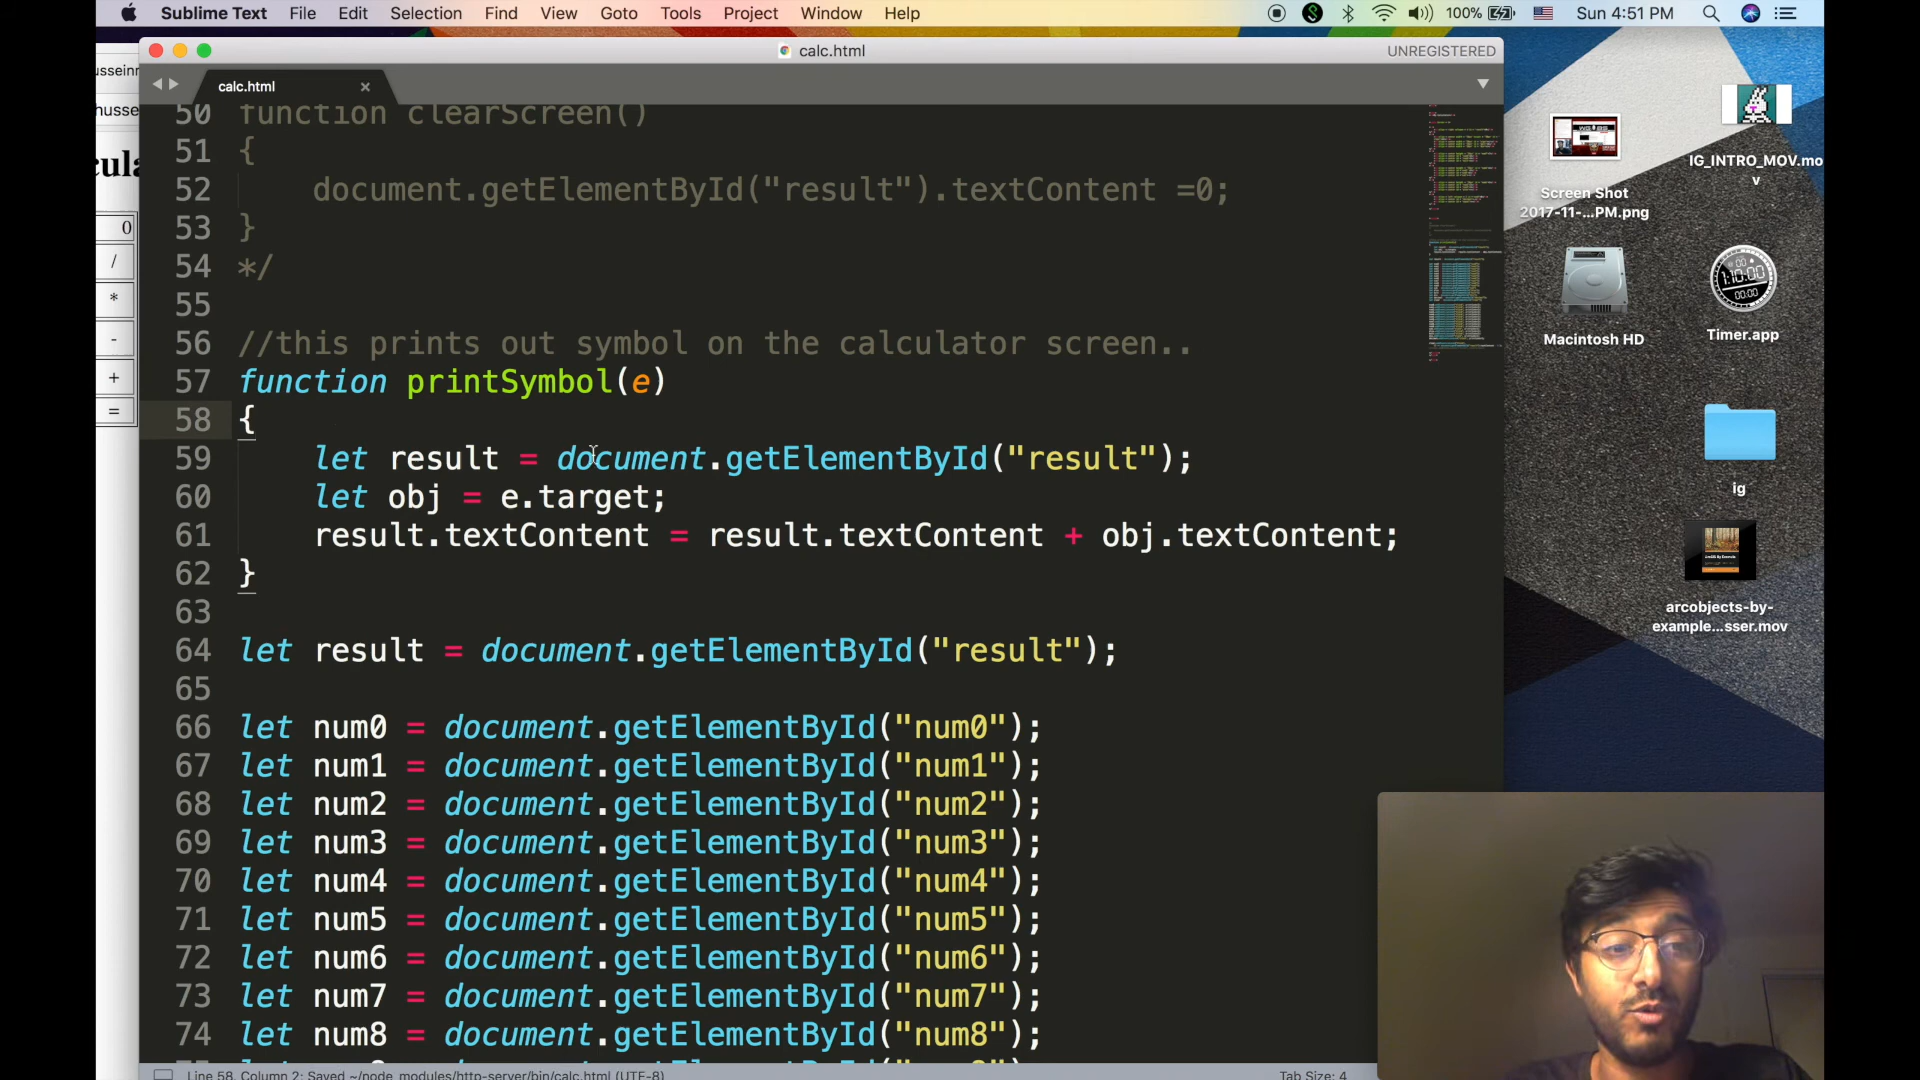 Sublime Text File Edit Selection Find View Goto Tools Project Window Help
100% Sun 4:51 PM
calc.html
UNREGISTERED
calc.html
usseinn
husse
cula
0
/
*
-
+
=
50 function clearScreen()
51 {
52 document.getElementById("result").textContent =0;
53 }
54 */
55
56 //this prints out symbol on the calculator screen..
57 function printSymbol(e)
58 {
59 let result = document.getElementById("result");
60 let obj = e.target;
61 result.textContent = result.textContent + obj.textContent;
62 }
63
64 let result = document.getElementById("result");
65
66 let num0 = document.getElementById("num0");
67 let num1 = document.getElementById("num1");
68 let num2 = document.getElementById("num2");
69 let num3 = document.getElementById("num3");
70 let num4 = document.getElementById("num4");
71 let num5 = document.getElementById("num5");
72 let num6 = document.getElementById("num6");
73 let num7 = document.getElementById("num7");
74 let num8 = document.getElementById("num8");
Line 58, Column 2; Saved ~/node_modules/http-server/bin/calc.html (UTF-8)
Tab Size: 4
IG_INTRO_MOV.mo
v
Screen Shot
2017-11-...PM.png
1:10:00
00:00
Macintosh HD
Timer.app
ig
arcobjects-by-
example...sser.mov